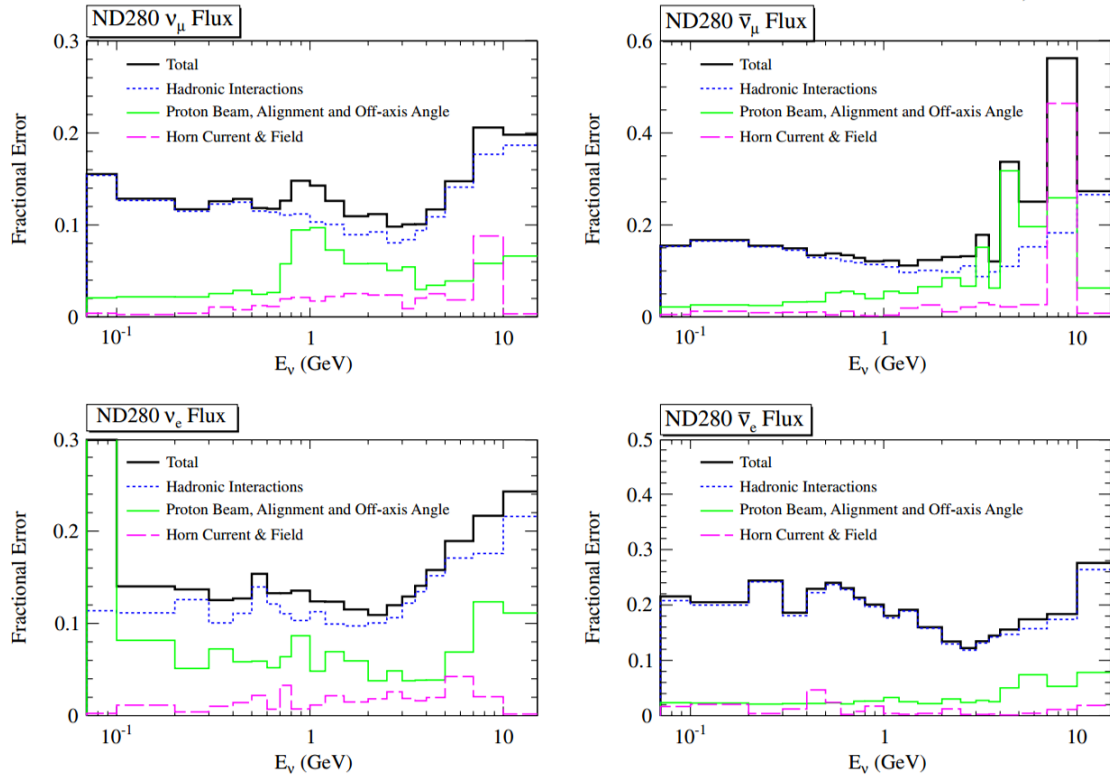 ND280 νμ Flux
0.3
0.2
0.1
0
Fractional Error
Total
Hadronic Interactions
Proton Beam, Alignment and Off-axis Angle
Horn Current & Field
10⁻¹
1
10
Eν (GeV)
ND280 ν̅μ Flux
0.6
0.4
0.2
0
Fractional Error
Total
Hadronic Interactions
Proton Beam, Alignment and Off-axis Angle
Horn Current & Field
10⁻¹
1
10
Eν (GeV)
ND280 νe Flux
0.3
0.2
0.1
0
Fractional Error
Total
Hadronic Interactions
Proton Beam, Alignment and Off-axis Angle
Horn Current & Field
10⁻¹
1
10
Eν (GeV)
ND280 ν̅e Flux
0.5
0.4
0.3
0.2
0.1
0
Fractional Error
Total
Hadronic Interactions
Proton Beam, Alignment and Off-axis Angle
Horn Current & Field
10⁻¹
1
10
Eν (GeV)